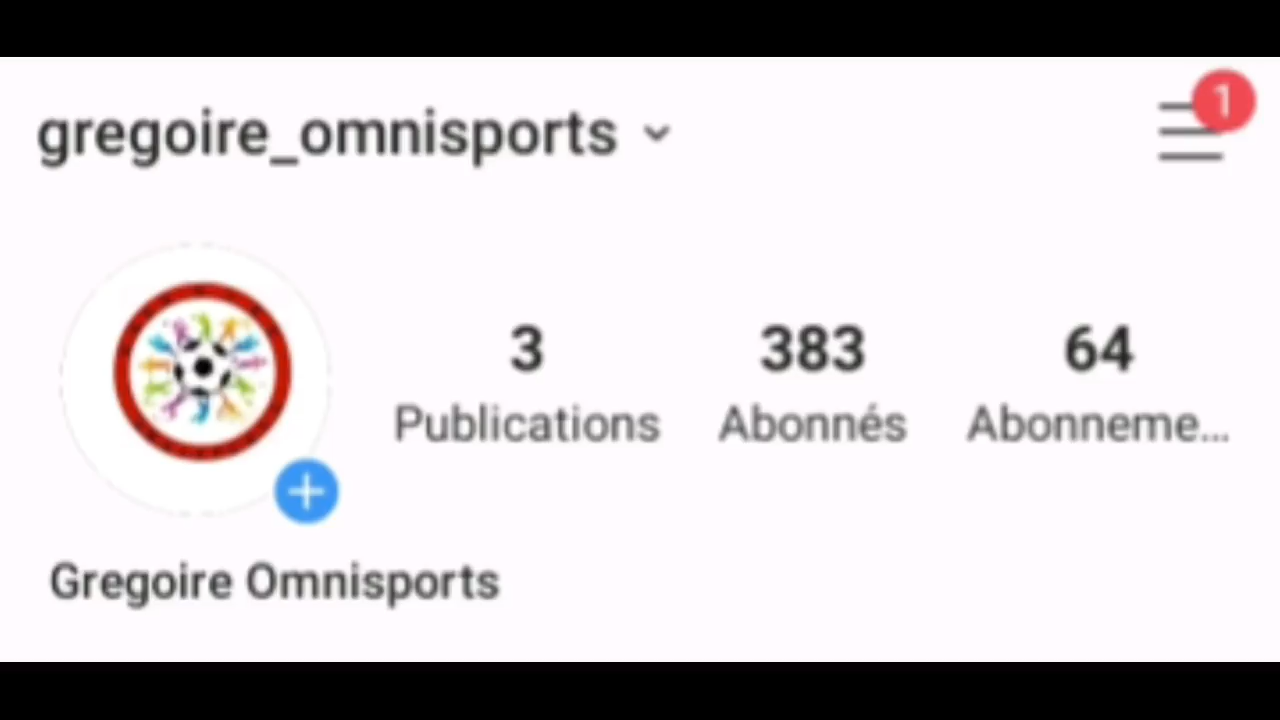 gregoire_omnisports
1
3 383 64
Publications Abonnés Abonneme...
Gregoire Omnisports